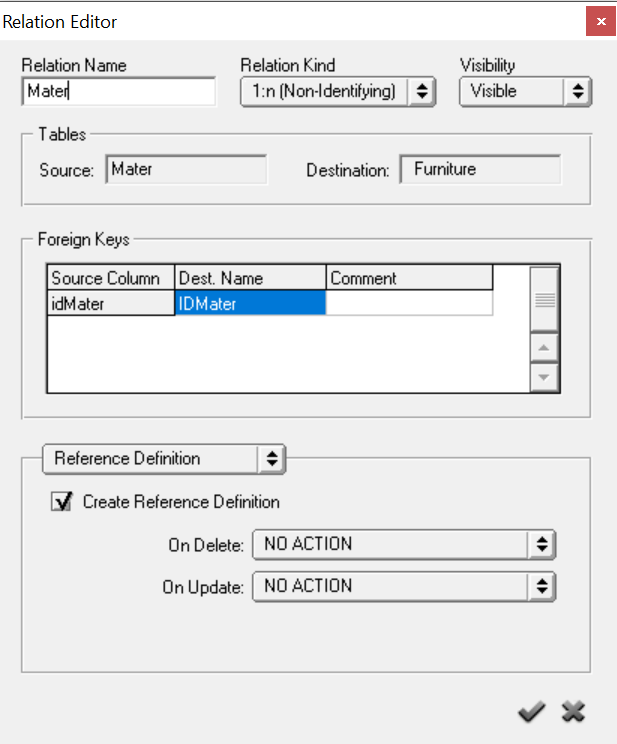 Relation Editor
Relation Name Relation Kind Visibility
Mater 1:n (Non-Identifying) Visible
Tables
Source: Mater Destination: Furniture
Foreign Keys
Source Column Dest. Name Comment
idMater IDMater
Reference Definition
Create Reference Definition
On Delete: NO ACTION
On Update: NO ACTION